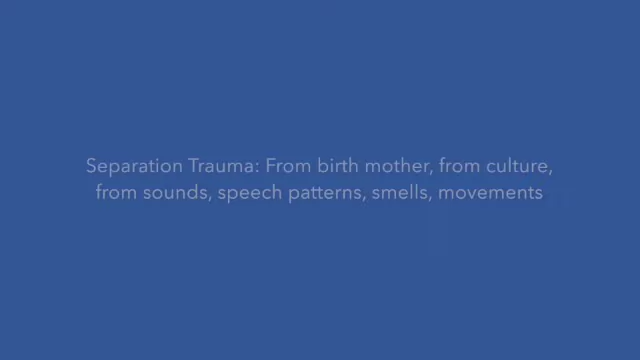 Separation Trauma: From birth mother, from culture,
from sounds, speech patterns, smells, movements